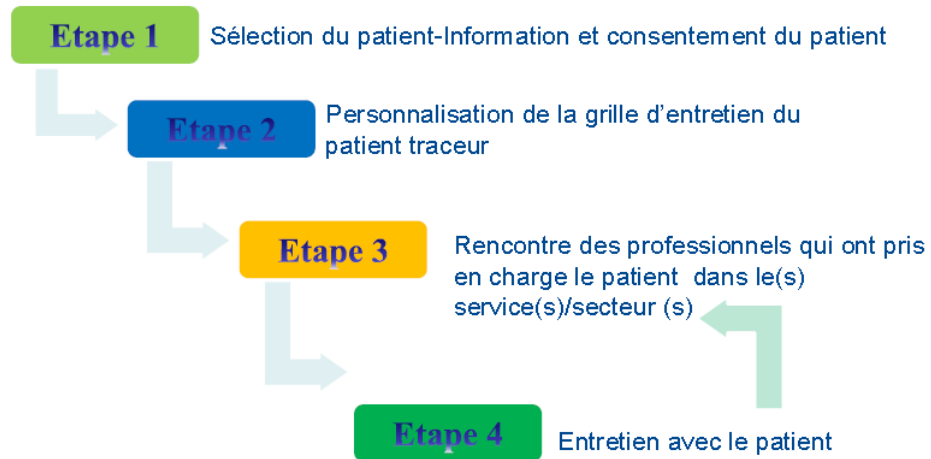 Etape 1
Sélection du patient-Information et consentement du patient
Etape 2
Personnalisation de la grille d’entretien du
patient traceur
Etape 3
Rencontre des professionnels qui ont pris
en charge le patient dans le(s)
service(s)/secteur (s)
Etape 4
Entretien avec le patient